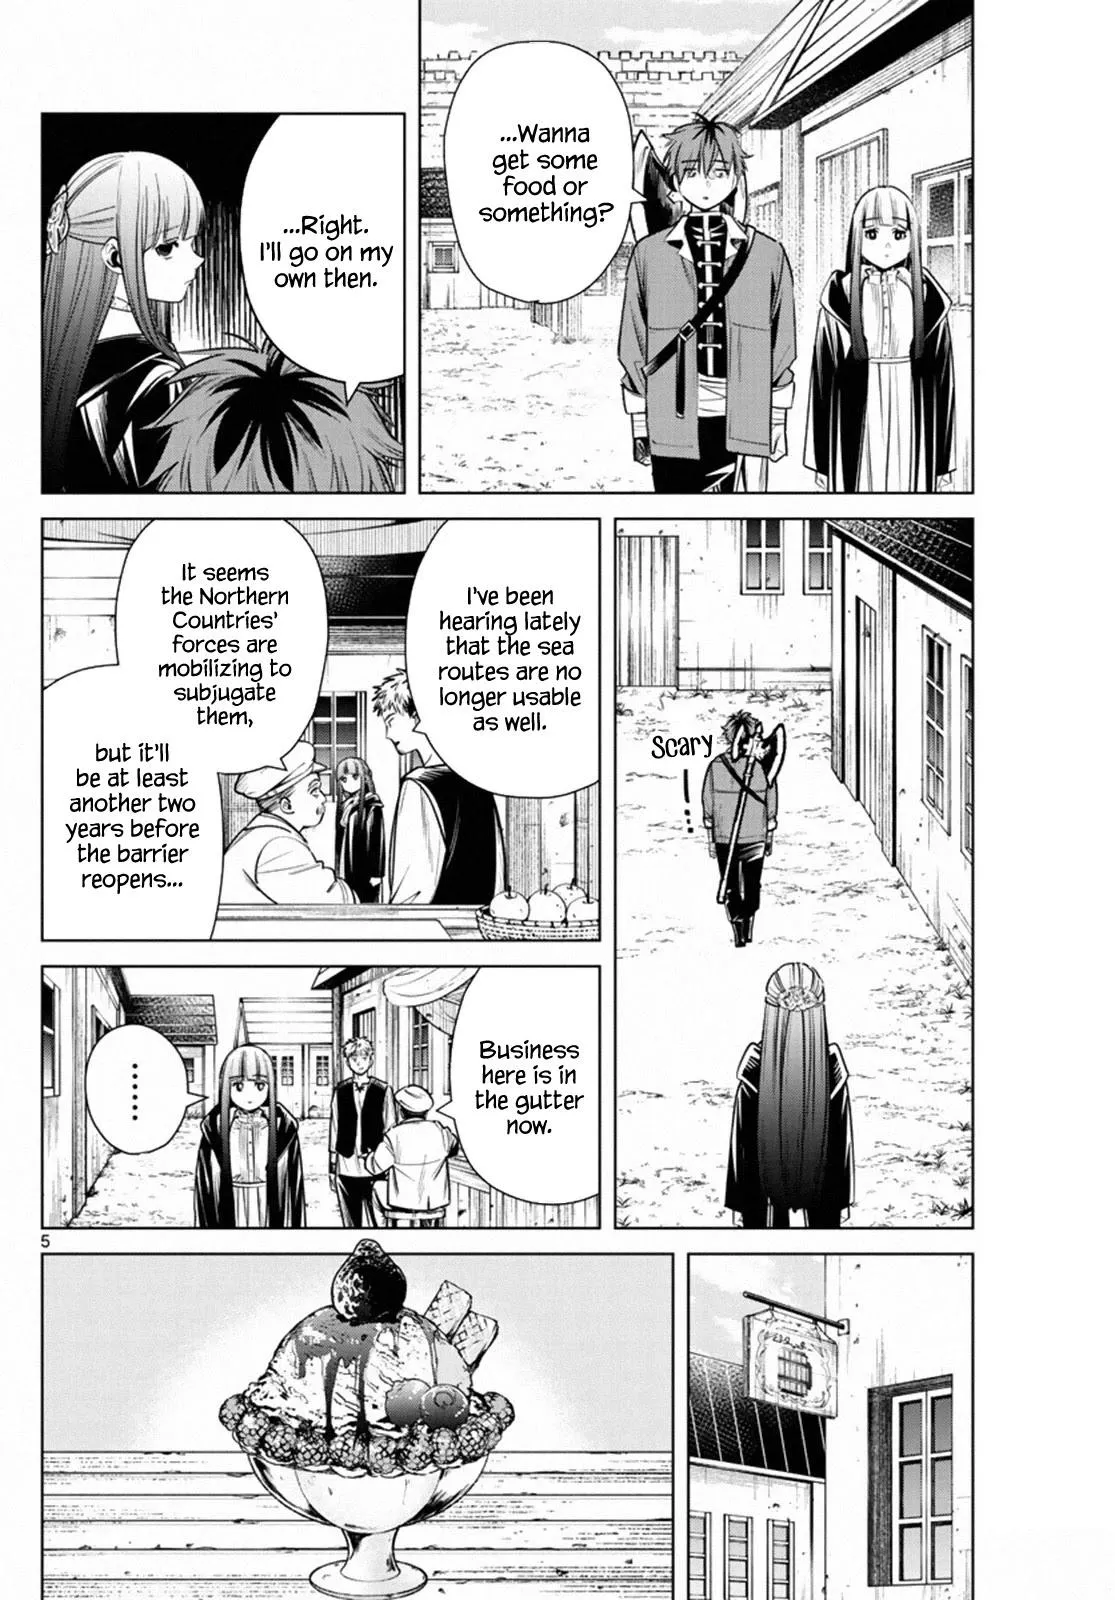 ...Wanna
get some
food or
something?
...Right.
I'll go on my
own then.
Scary
I've been
hearing lately
that the sea
routes are no
longer usable
as well.
It seems
the Northern
Countries'
forces are
mobilizing to
subjugate
them,
but it'll
be at least
another two
years before
the barrier
reopens...
Business
here is in
the gutter
now.
5